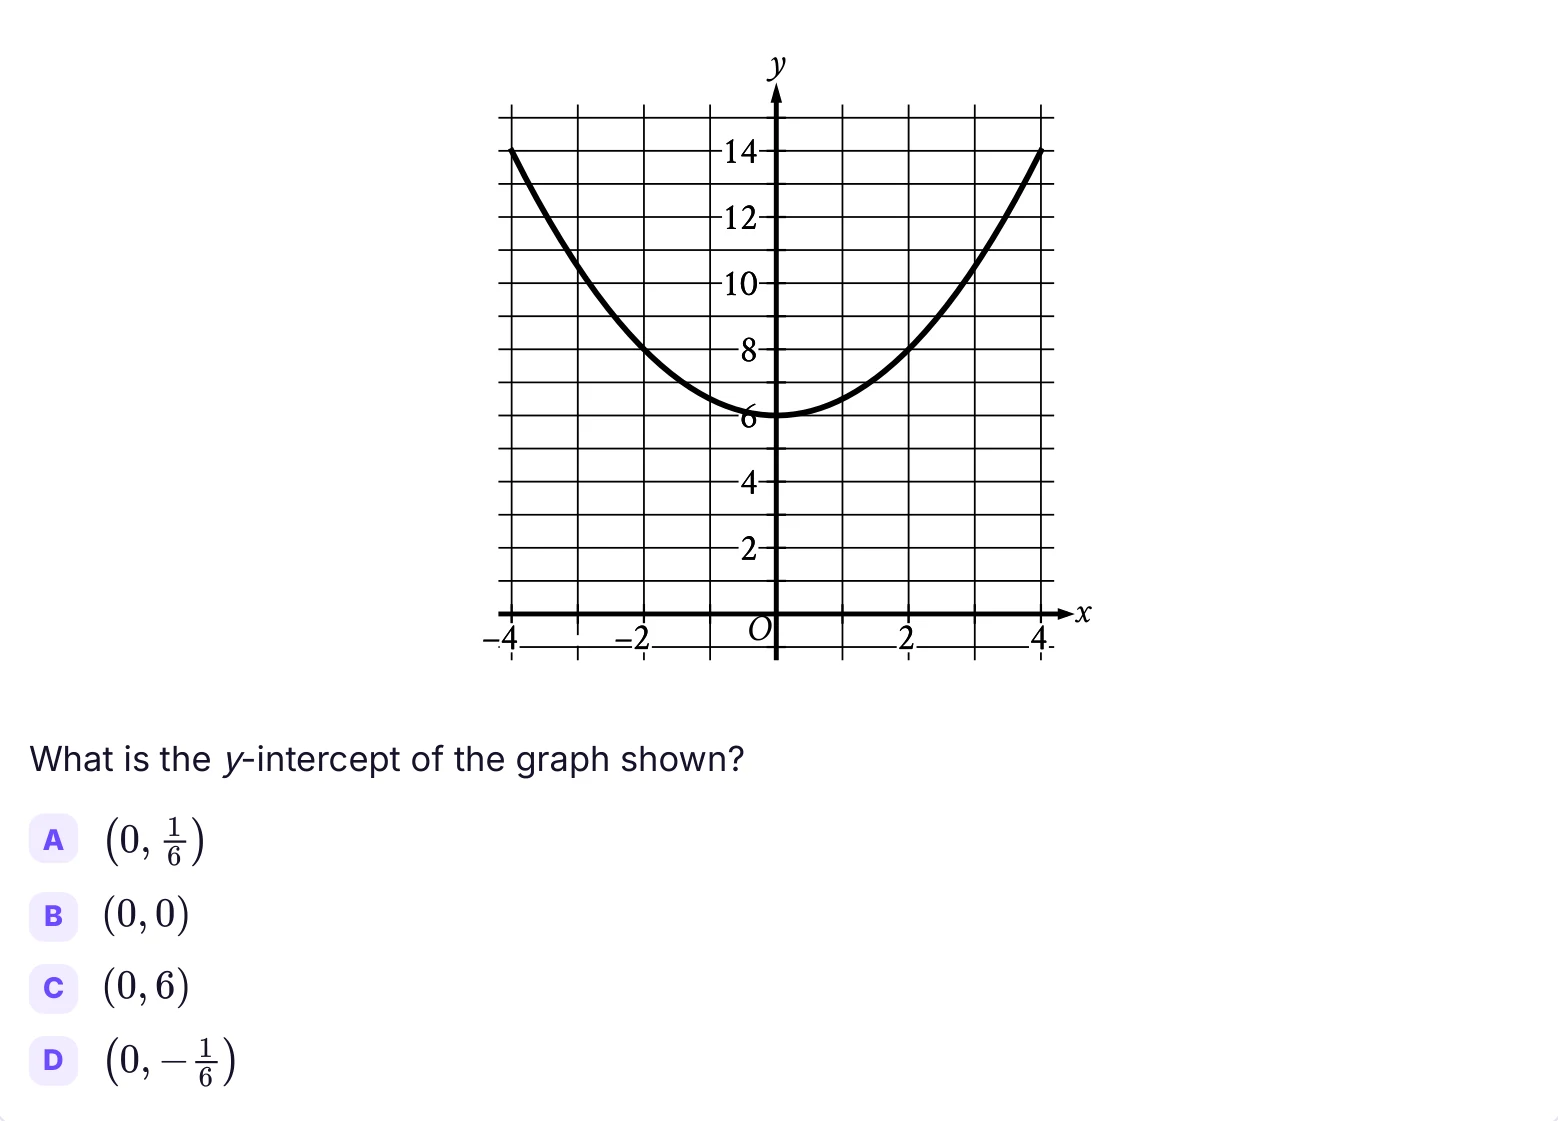 y
14
12
10
8
6
4
2
O
x
−4
−2
2
4
What is the y-intercept of the graph shown?
A (0, 1/6)
B (0, 0)
C (0, 6)
D (0, −1/6)